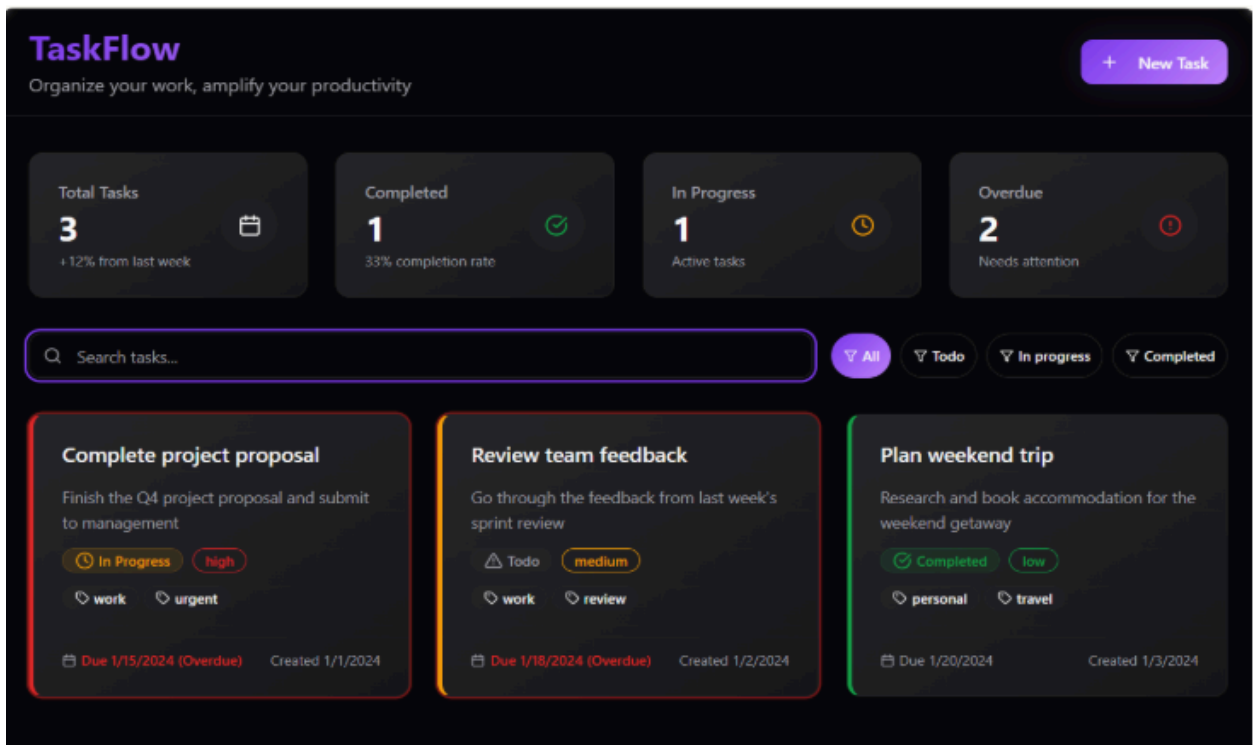 TaskFlow
Organize your work, amplify your productivity
+ New Task
Total Tasks
3
+12% from last week
Completed
1
33% completion rate
In Progress
1
Active tasks
Overdue
2
Needs attention
Search tasks...
All
Todo
In progress
Completed
Complete project proposal
Finish the Q4 project proposal and submit
to management
In Progress high
work urgent
Due 1/15/2024 (Overdue) Created 1/1/2024
Review team feedback
Go through the feedback from last week's
sprint review
Todo medium
work review
Due 1/18/2024 (Overdue) Created 1/2/2024
Plan weekend trip
Research and book accommodation for the
weekend getaway
Completed low
personal travel
Due 1/20/2024 Created 1/3/2024